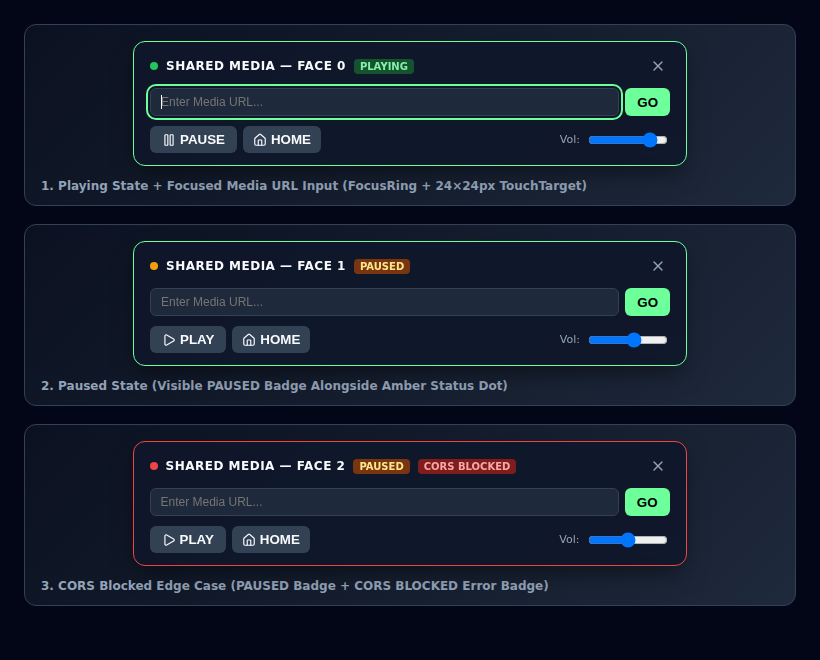 SHARED MEDIA — FACE 0 PLAYING
Enter Media URL...
GO
PAUSE HOME Vol:
1. Playing State + Focused Media URL Input (FocusRing + 24×24px TouchTarget)
SHARED MEDIA — FACE 1 PAUSED
Enter Media URL...
GO
PLAY HOME Vol:
2. Paused State (Visible PAUSED Badge Alongside Amber Status Dot)
SHARED MEDIA — FACE 2 PAUSED CORS BLOCKED
Enter Media URL...
GO
PLAY HOME Vol:
3. CORS Blocked Edge Case (PAUSED Badge + CORS BLOCKED Error Badge)